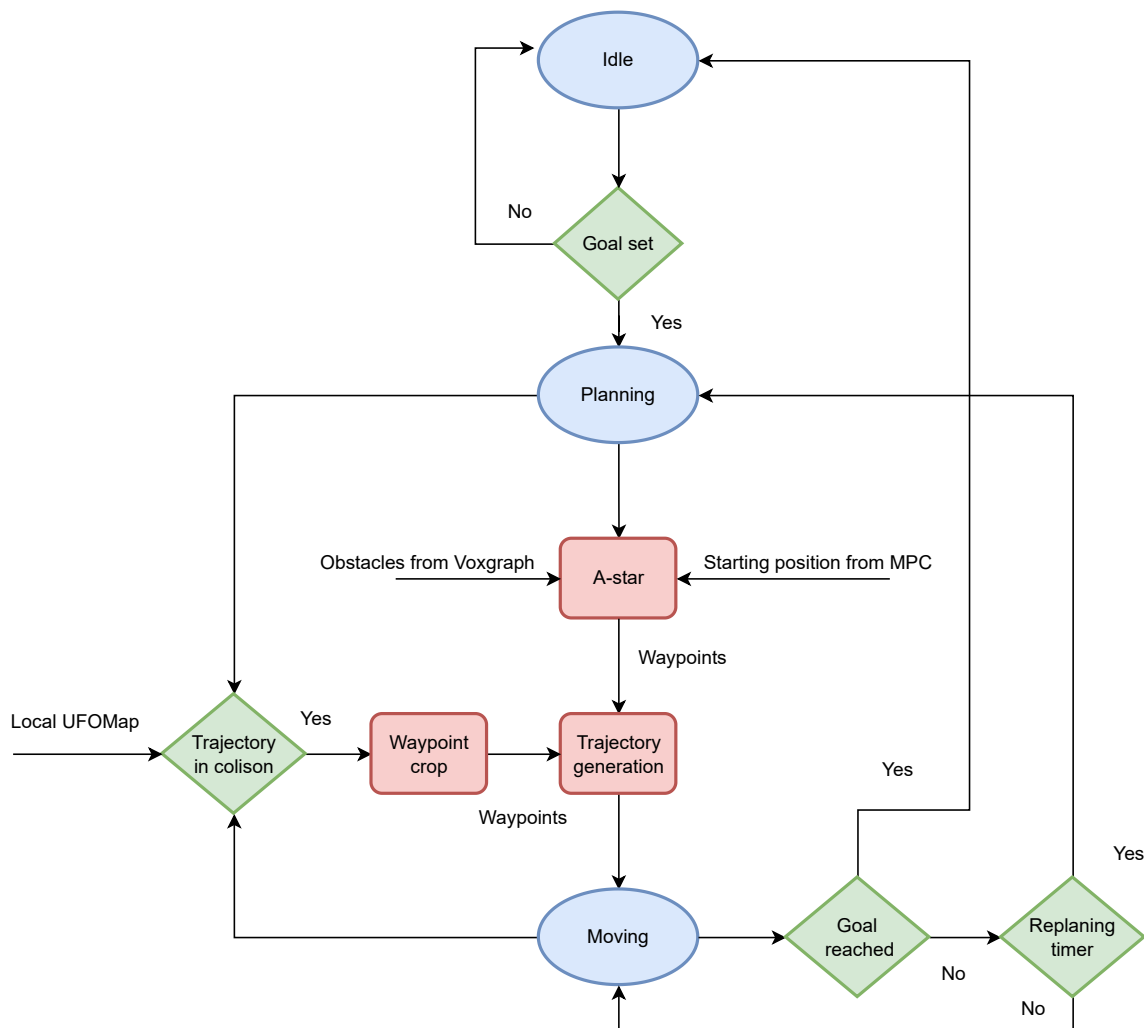 Idle
No
Goal set
Yes
Planning
Obstacles from Voxgraph
A-star
Starting position from MPC
Waypoints
Local UFOMap
Trajectory
in colison
Yes
Waypoint
crop
Trajectory
generation
Waypoints
Yes
Yes
Moving
Goal
reached
No
Replaning
timer
No